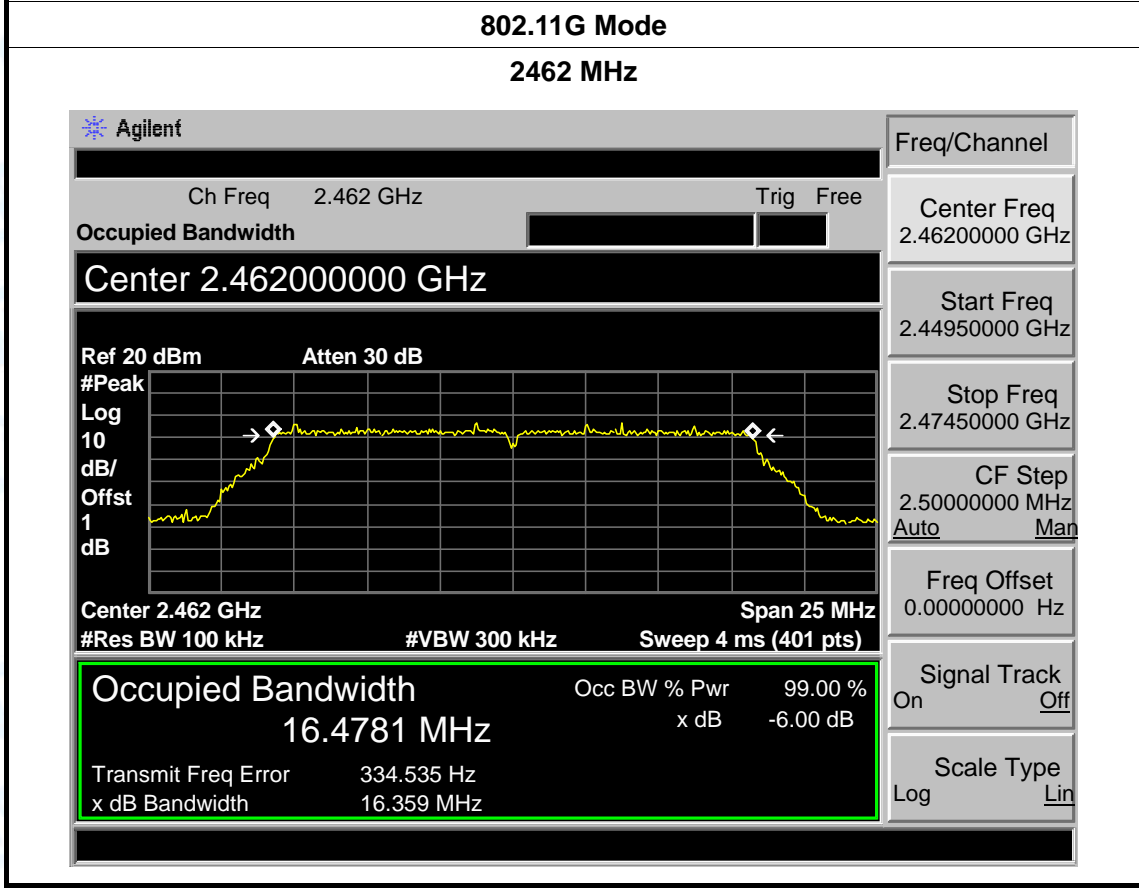 802.11G Mode
2462 MHz
Agilent
Freq/Channel
Ch Freq 2.462 GHz Trig Free
Occupied Bandwidth
Center 2.462000000 GHz
Ref 20 dBm Atten 30 dB
#Peak
Log
10
dB/
Offst
1
dB
Center 2.462 GHz Span 25 MHz
#Res BW 100 kHz #VBW 300 kHz Sweep 4 ms (401 pts)
Occupied Bandwidth Occ BW % Pwr 99.00 %
16.4781 MHz x dB -6.00 dB
Transmit Freq Error 334.535 Hz
x dB Bandwidth 16.359 MHz
Center Freq
2.46200000 GHz
Start Freq
2.44950000 GHz
Stop Freq
2.47450000 GHz
CF Step
2.50000000 MHz
Auto Man
Freq Offset
0.00000000 Hz
Signal Track
On Off
Scale Type
Log Lin